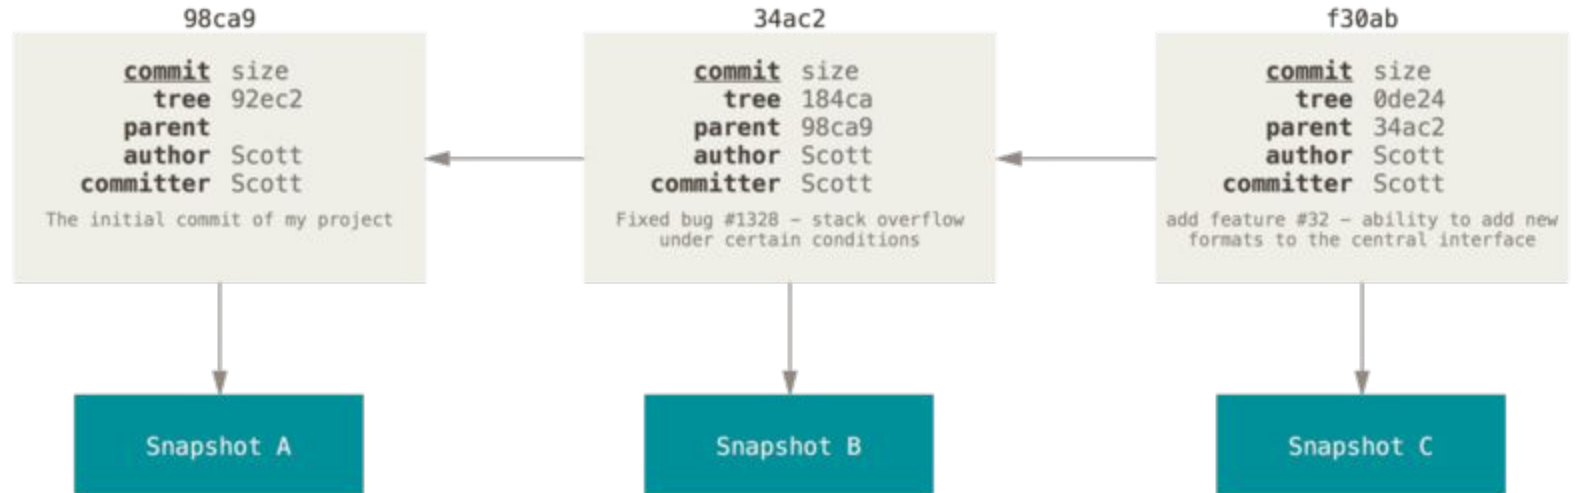 98ca9
commit size
tree 92ec2
parent
author Scott
committer Scott
The initial commit of my project
Snapshot A
34ac2
commit size
tree 184ca
parent 98ca9
author Scott
committer Scott
Fixed bug #1328 – stack overflow
under certain conditions
Snapshot B
f30ab
commit size
tree 0de24
parent 34ac2
author Scott
committer Scott
add feature #32 – ability to add new
formats to the central interface
Snapshot C